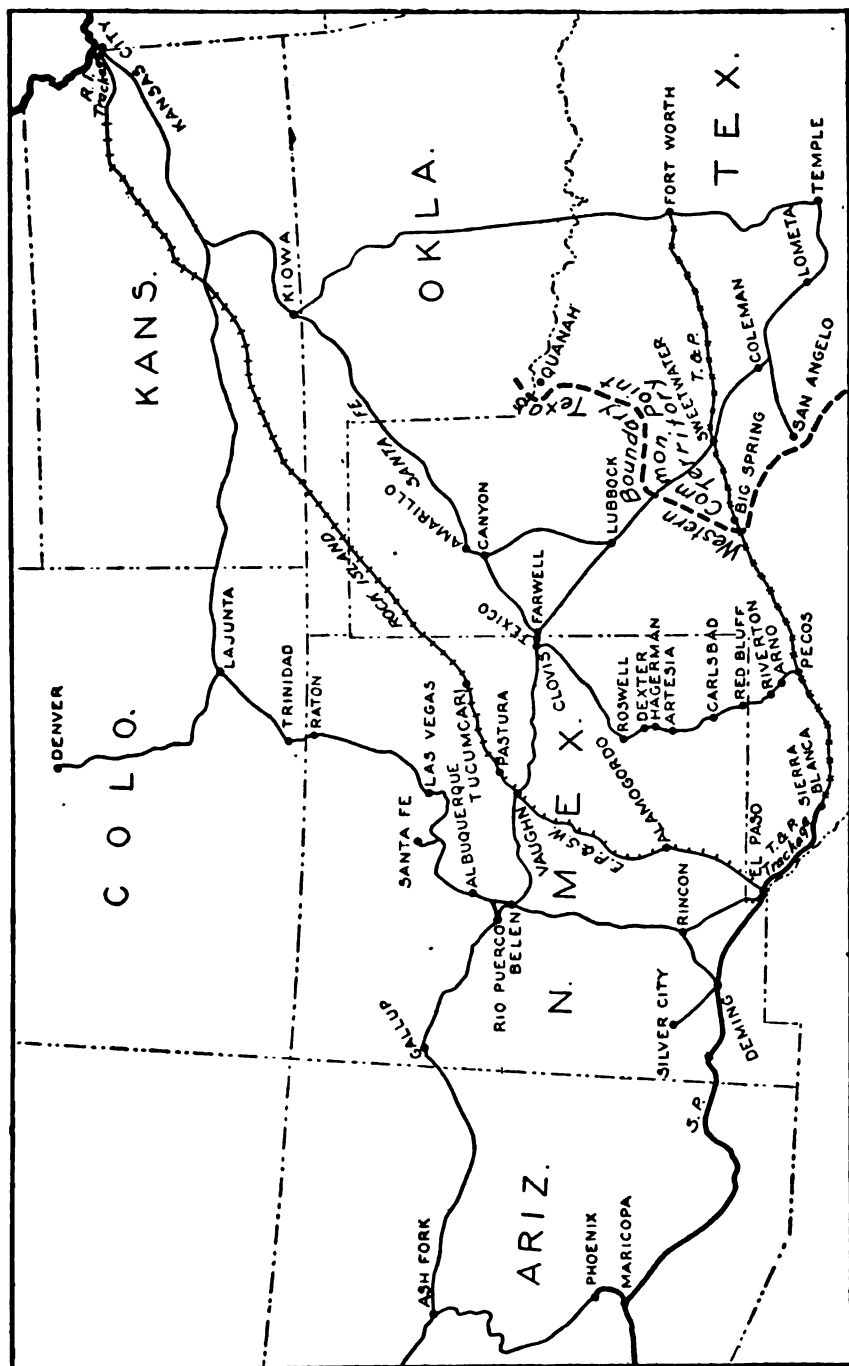 COLO.
KANS.
OKLA.
TEX.
N. MEX.
ARIZ.
DENVER
LAJUNTA
TRINIDAD
RATON
KANSAS CITY
R.I.
Trackage
KIOWA
SANTA FE
LAS VEGAS
ALBUQUERQUE
TUCUMCARI
PASTURA
VAUGHN
ROCK ISLAND
AMARILLO
SANTA FE
CANYON
LUBBOCK
TEXICO
FARWELL
CLOVIS
QUANAH
Texas
Western
Common Point
Territory
Boundary
FORT WORTH
T. & P.
SWEETWATER
BIG SPRING
COLEMAN
LOMETA
TEMPLE
SAN ANGELO
GALLUP
RIO PUERCO
BELEN
E.P. & S.W.
ALAMOGORDO
ROSWELL
DEXTER
HAGERMAN
ARTESIA
CARLSBAD
RED BLUFF
RIVERTON
ARNO
PECOS
SIERRA
BLANCA
T. & P.
Trackage
EL PASO
RINCON
SILVER CITY
DEMING
S. P.
ASH FORK
PHOENIX
MARICOPA